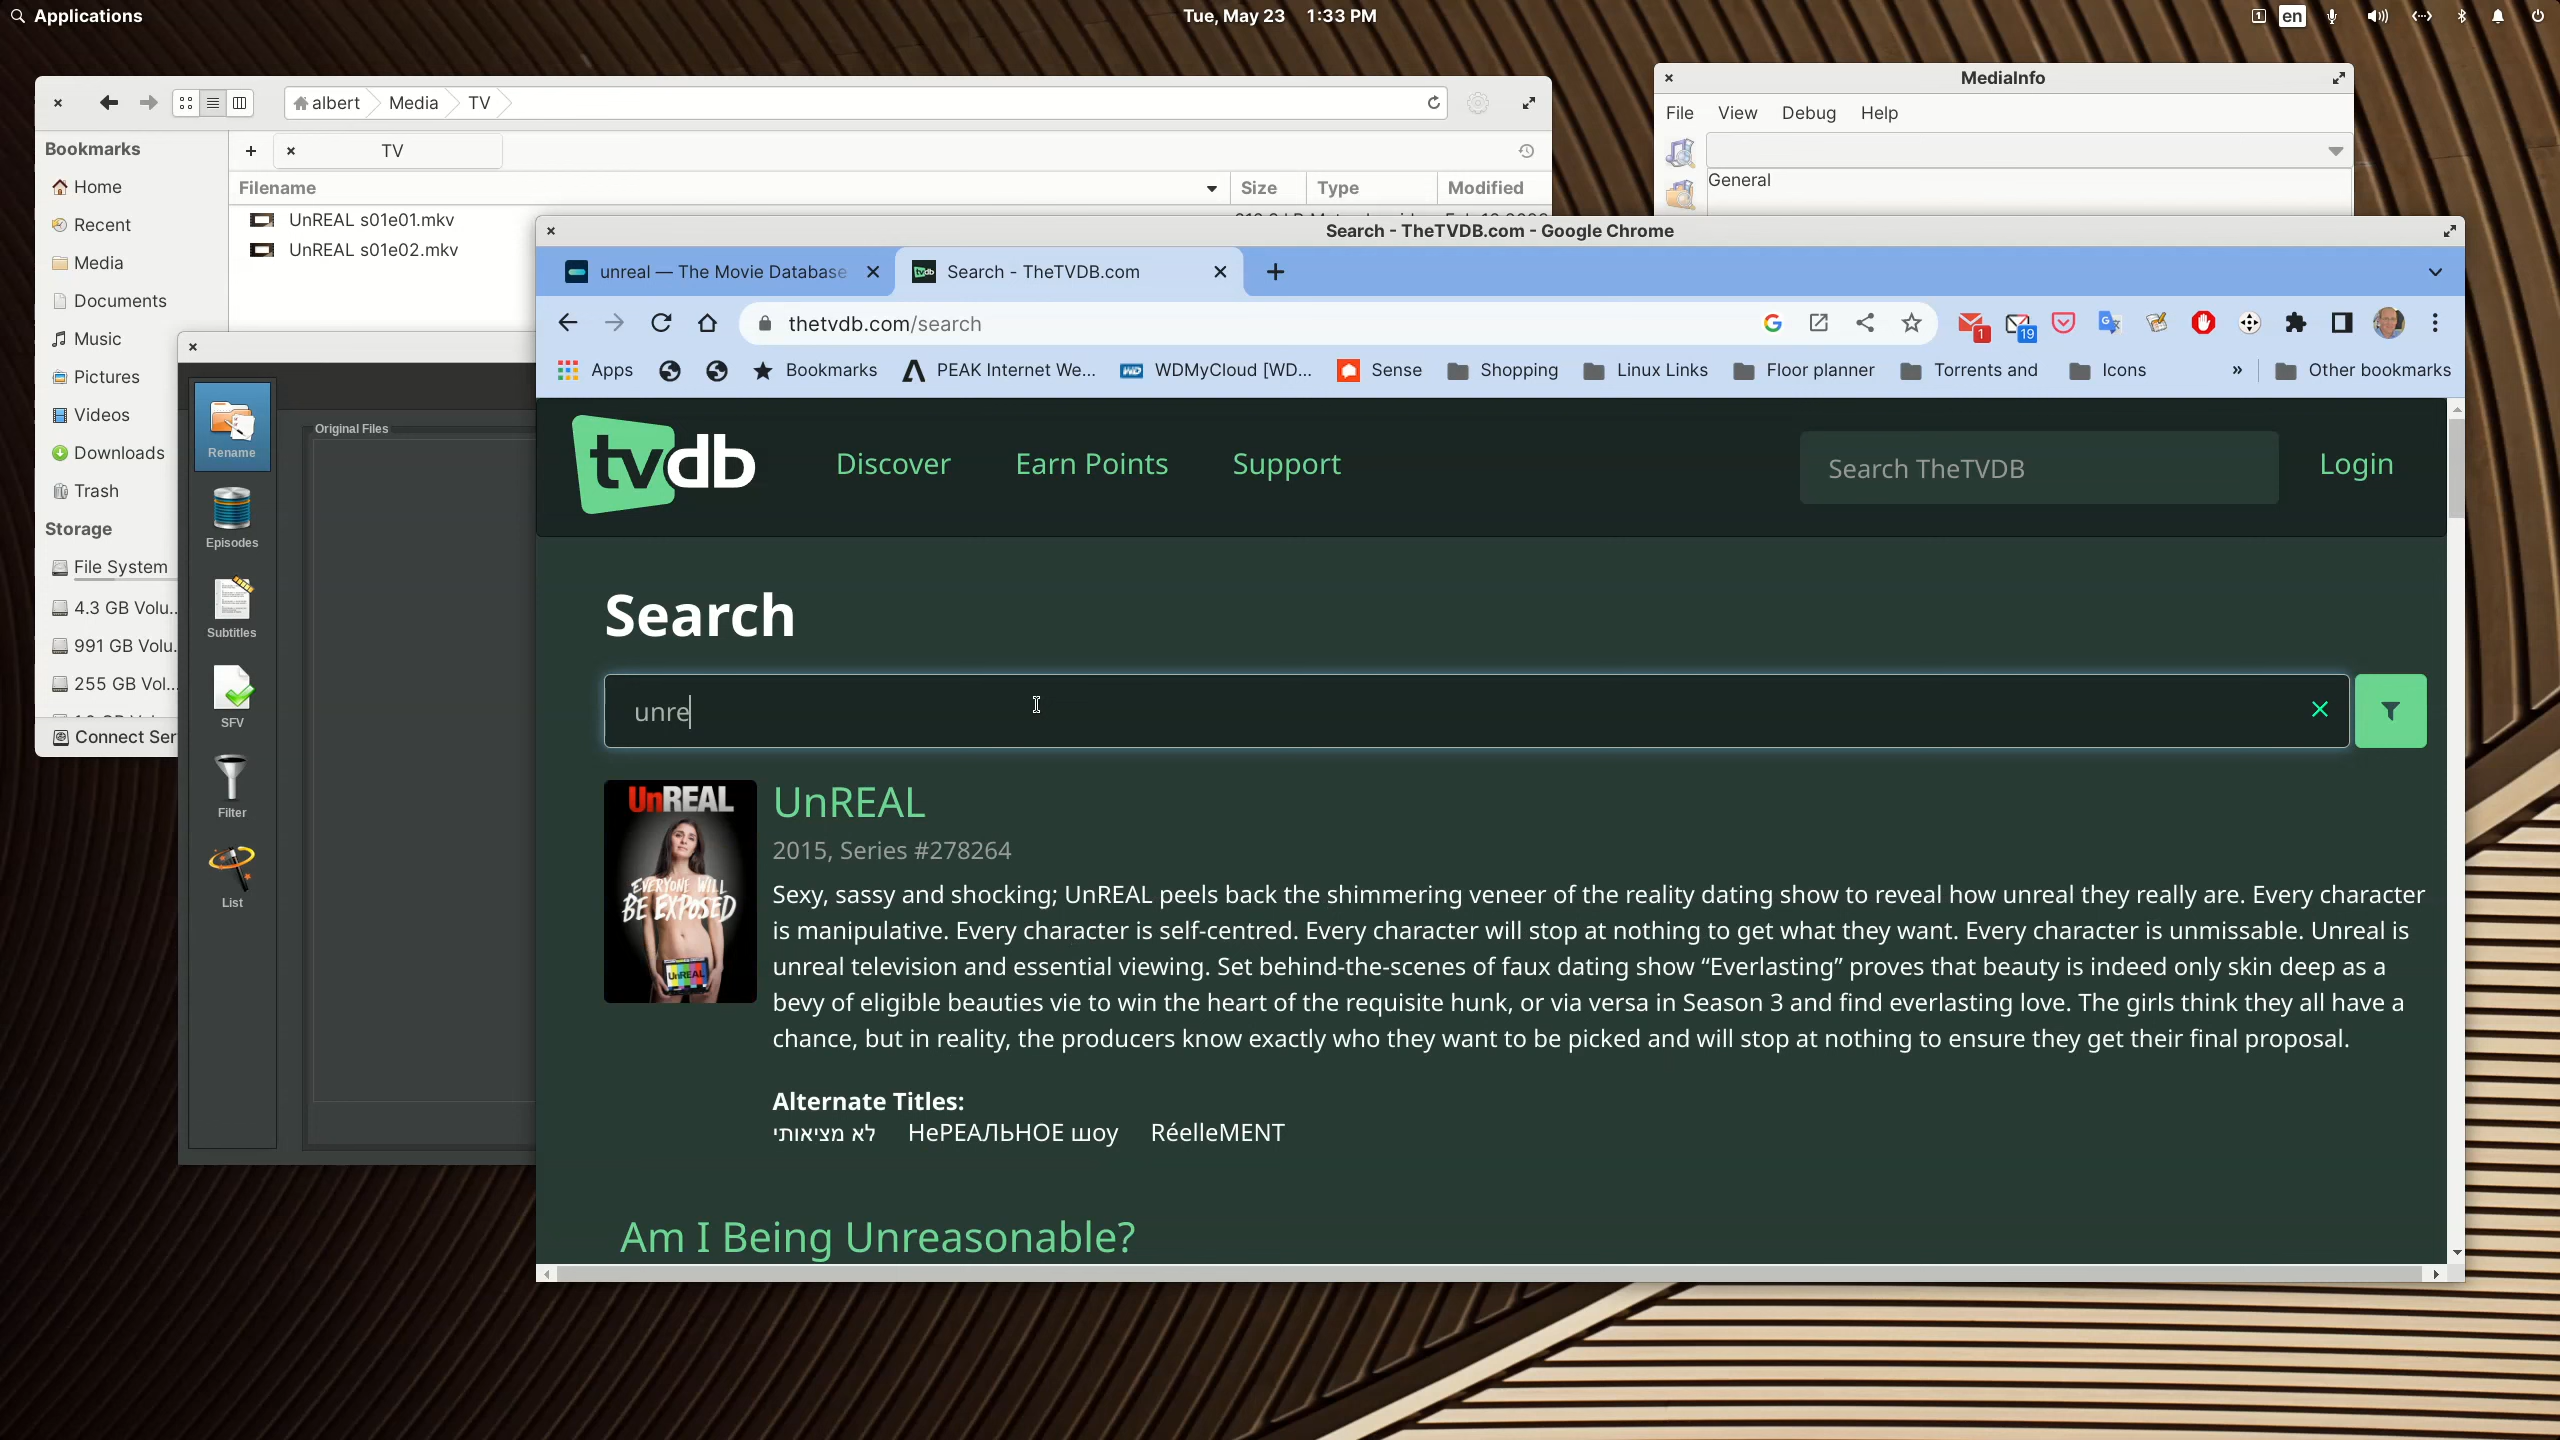 Applications
Tue, May 23 1:33 PM
1
en
albert Media TV
TV
Bookmarks
Home
Recent
Media
Documents
Music
Pictures
Videos
Downloads
Trash
Storage
File System
4.3 GB Volu...
991 GB Volu...
255 GB Vol...
Connect Ser
Filename Size Type Modified
UnREAL s01e01.mkv
UnREAL s01e02.mkv
MediaInfo
File View Debug Help
General
Original Files
Rename
Episodes
Subtitles
SFV
Filter
List
Search - TheTVDB.com - Google Chrome
unreal — The Movie Database
Search - TheTVDB.com
thetvdb.com/search
1
19
Apps
Bookmarks
PEAK Internet We...
WDMyCloud [WD...
Sense
Shopping
Linux Links
Floor planner
Torrents and
Icons
»
Other bookmarks
tvdb
Discover Earn Points Support
Search TheTVDB
Login
Search
unre
UnREAL
EVERYONE WILL
BE EXPOSED
UnREAL
UnREAL
2015, Series #278264
Sexy, sassy and shocking; UnREAL peels back the shimmering veneer of the reality dating show to reveal how unreal they really are. Every character
is manipulative. Every character is self-centred. Every character will stop at nothing to get what they want. Every character is unmissable. Unreal is
unreal television and essential viewing. Set behind-the-scenes of faux dating show “Everlasting” proves that beauty is indeed only skin deep as a
bevy of eligible beauties vie to win the heart of the requisite hunk, or via versa in Season 3 and find everlasting love. The girls think they all have a
chance, but in reality, the producers know exactly who they want to be picked and will stop at nothing to ensure they get their final proposal.
Alternate Titles:
לא מציאותי НеРЕАЛЬНОЕ шоу RéelleMENT
Am I Being Unreasonable?